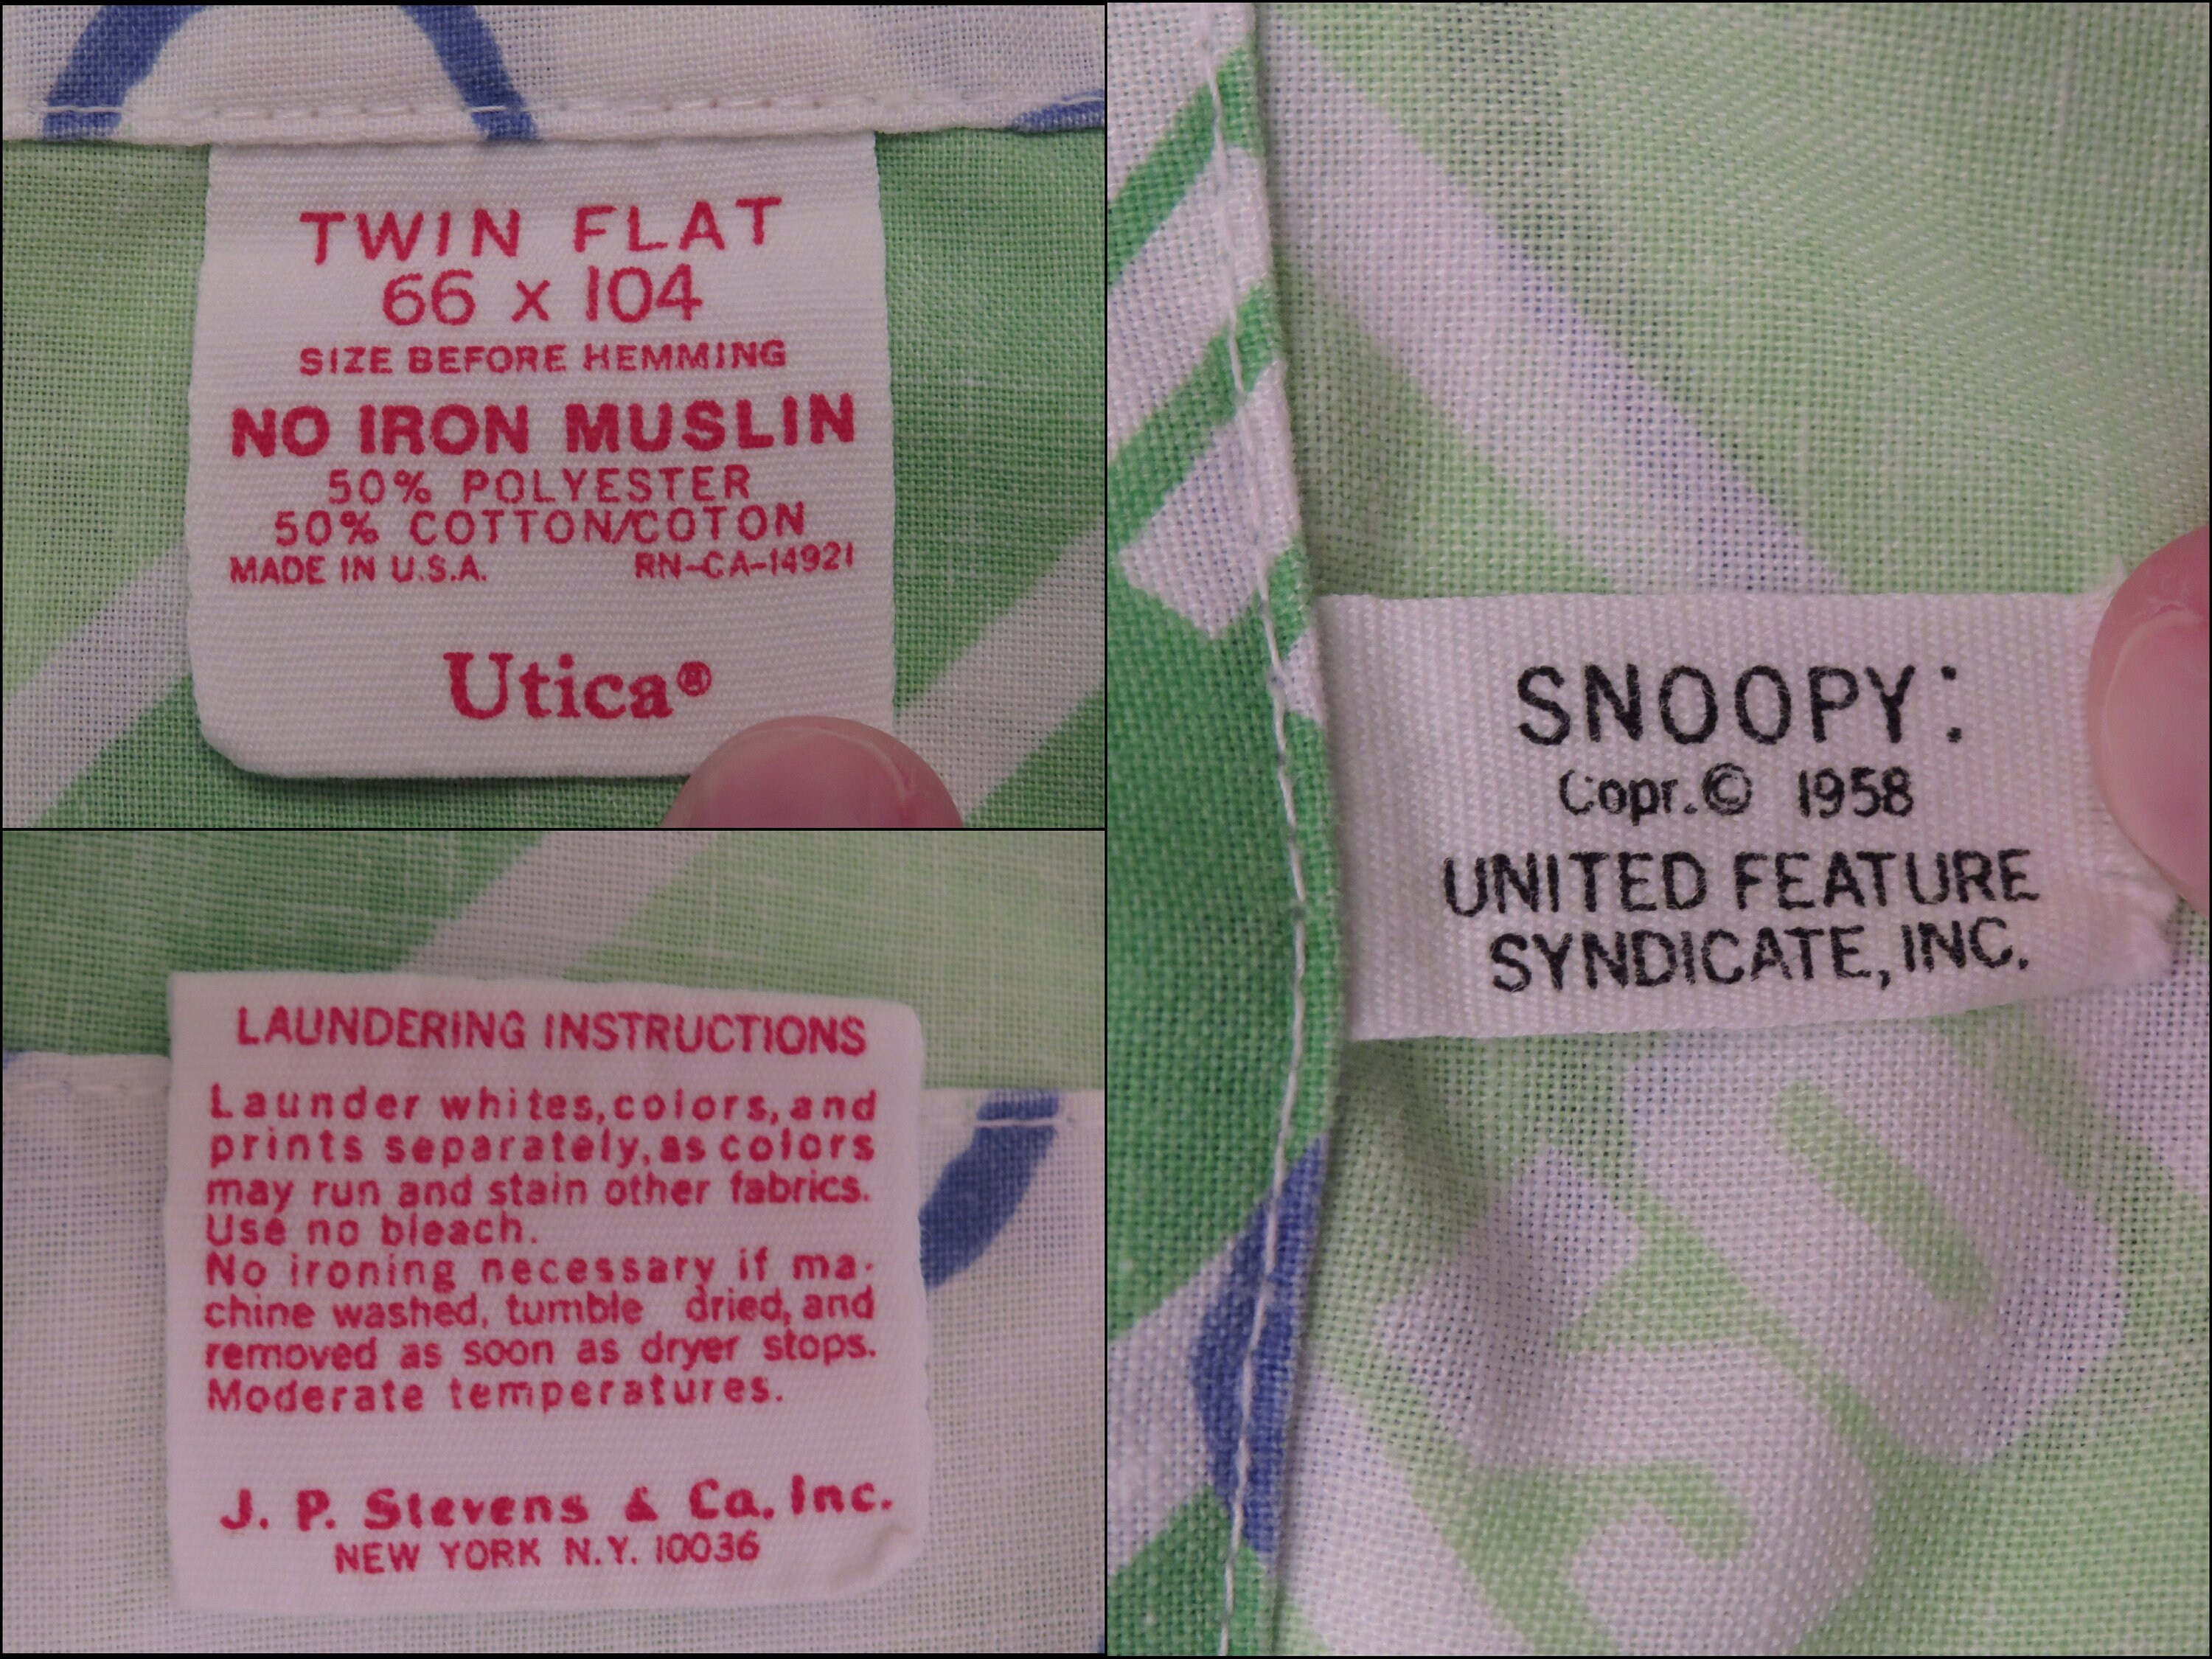 TWIN FLAT
66 x 104
SIZE BEFORE HEMMING
NO IRON MUSLIN
50% POLYESTER
50% COTTON/COTON
MADE IN U.S.A. RN-CA-14921
Utica®
LAUNDERING INSTRUCTIONS
Launder whites, colors, and
prints separately, as colors
may run and stain other fabrics.
Use no bleach.
No ironing necessary if ma-
chine washed, tumble dried, and
removed as soon as dryer stops.
Moderate temperatures.
J. P. Stevens & Co. Inc.
NEW YORK N.Y. 10036
SNOOPY:
Copr. © 1958
UNITED FEATURE
SYNDICATE, INC.